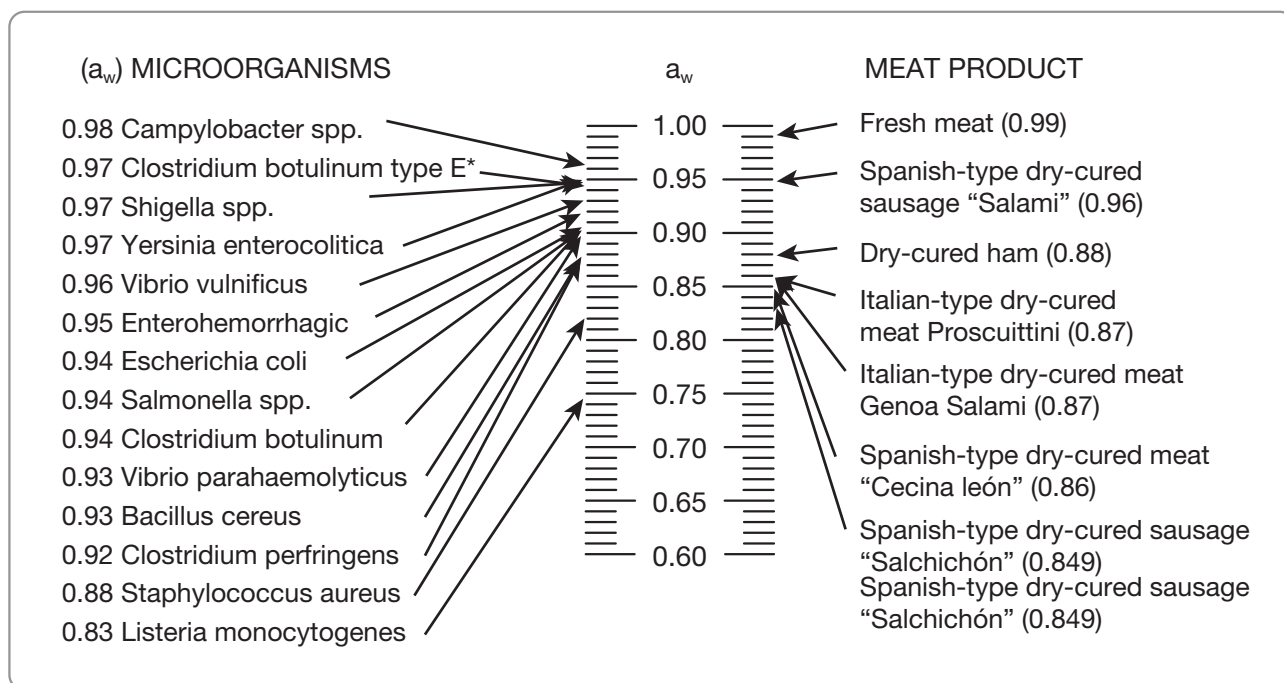 (aw) MICROORGANISMS
0.98 Campylobacter spp.
0.97 Clostridium botulinum type E*
0.97 Shigella spp.
0.97 Yersinia enterocolitica
0.96 Vibrio vulnificus
0.95 Enterohemorrhagic
0.94 Escherichia coli
0.94 Salmonella spp.
0.94 Clostridium botulinum
0.93 Vibrio parahaemolyticus
0.93 Bacillus cereus
0.92 Clostridium perfringens
0.88 Staphylococcus aureus
0.83 Listeria monocytogenes
aw
1.00
0.95
0.90
0.85
0.80
0.75
0.70
0.65
0.60
MEAT PRODUCT
Fresh meat (0.99)
Spanish-type dry-cured
sausage “Salami” (0.96)
Dry-cured ham (0.88)
Italian-type dry-cured
meat Proscuittini (0.87)
Italian-type dry-cured meat
Genoa Salami (0.87)
Spanish-type dry-cured meat
“Cecina león” (0.86)
Spanish-type dry-cured sausage
“Salchichón” (0.849)
Spanish-type dry-cured sausage
“Salchichón” (0.849)